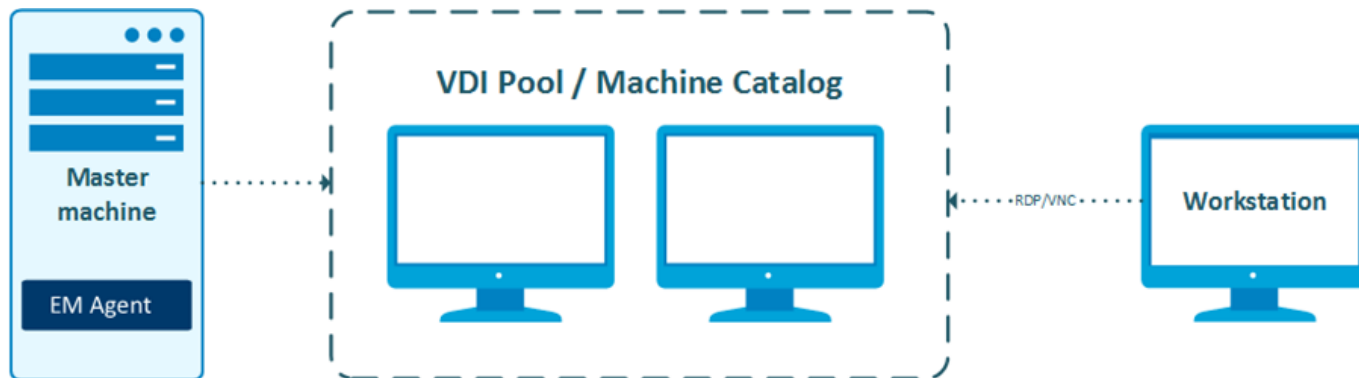 VDI Pool / Machine Catalog
Master
machine
EM Agent
RDP/VNC
Workstation